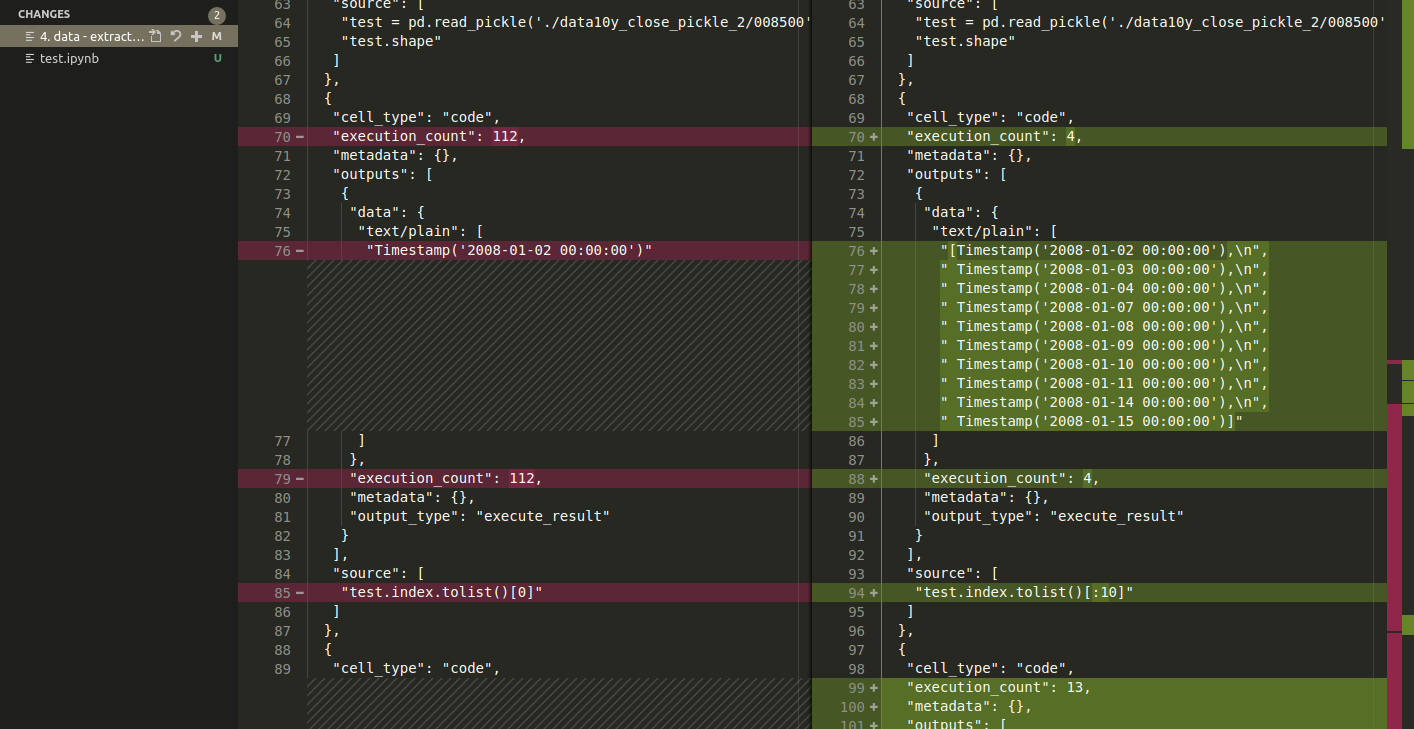 CHANGES
2
4. data - extract... M
test.ipynb U
63 "source": [
64 "test = pd.read_pickle('./data10y_close_pickle_2/008500'
65 "test.shape"
66 ]
67 },
68 {
69 "cell_type": "code",
70 − "execution_count": 112,
71 "metadata": {},
72 "outputs": [
73 {
74 "data": {
75 "text/plain": [
76 − "Timestamp('2008-01-02 00:00:00')"
77 ]
78 },
79 − "execution_count": 112,
80 "metadata": {},
81 "output_type": "execute_result"
82 }
83 ],
84 "source": [
85 − "test.index.tolist()[0]"
86 ]
87 },
88 {
89 "cell_type": "code",
63 "source": [
64 "test = pd.read_pickle('./data10y_close_pickle_2/008500'
65 "test.shape"
66 ]
67 },
68 {
69 "cell_type": "code",
70 + "execution_count": 4,
71 "metadata": {},
72 "outputs": [
73 {
74 "data": {
75 "text/plain": [
76 + "[Timestamp('2008-01-02 00:00:00'),\n",
77 + " Timestamp('2008-01-03 00:00:00'),\n",
78 + " Timestamp('2008-01-04 00:00:00'),\n",
79 + " Timestamp('2008-01-07 00:00:00'),\n",
80 + " Timestamp('2008-01-08 00:00:00'),\n",
81 + " Timestamp('2008-01-09 00:00:00'),\n",
82 + " Timestamp('2008-01-10 00:00:00'),\n",
83 + " Timestamp('2008-01-11 00:00:00'),\n",
84 + " Timestamp('2008-01-14 00:00:00'),\n",
85 + " Timestamp('2008-01-15 00:00:00')]"
86 ]
87 },
88 + "execution_count": 4,
89 "metadata": {},
90 "output_type": "execute_result"
91 }
92 ],
93 "source": [
94 + "test.index.tolist()[:10]"
95 ]
96 },
97 {
98 "cell_type": "code",
99 + "execution_count": 13,
100 + "metadata": {},
101 + "outputs": [